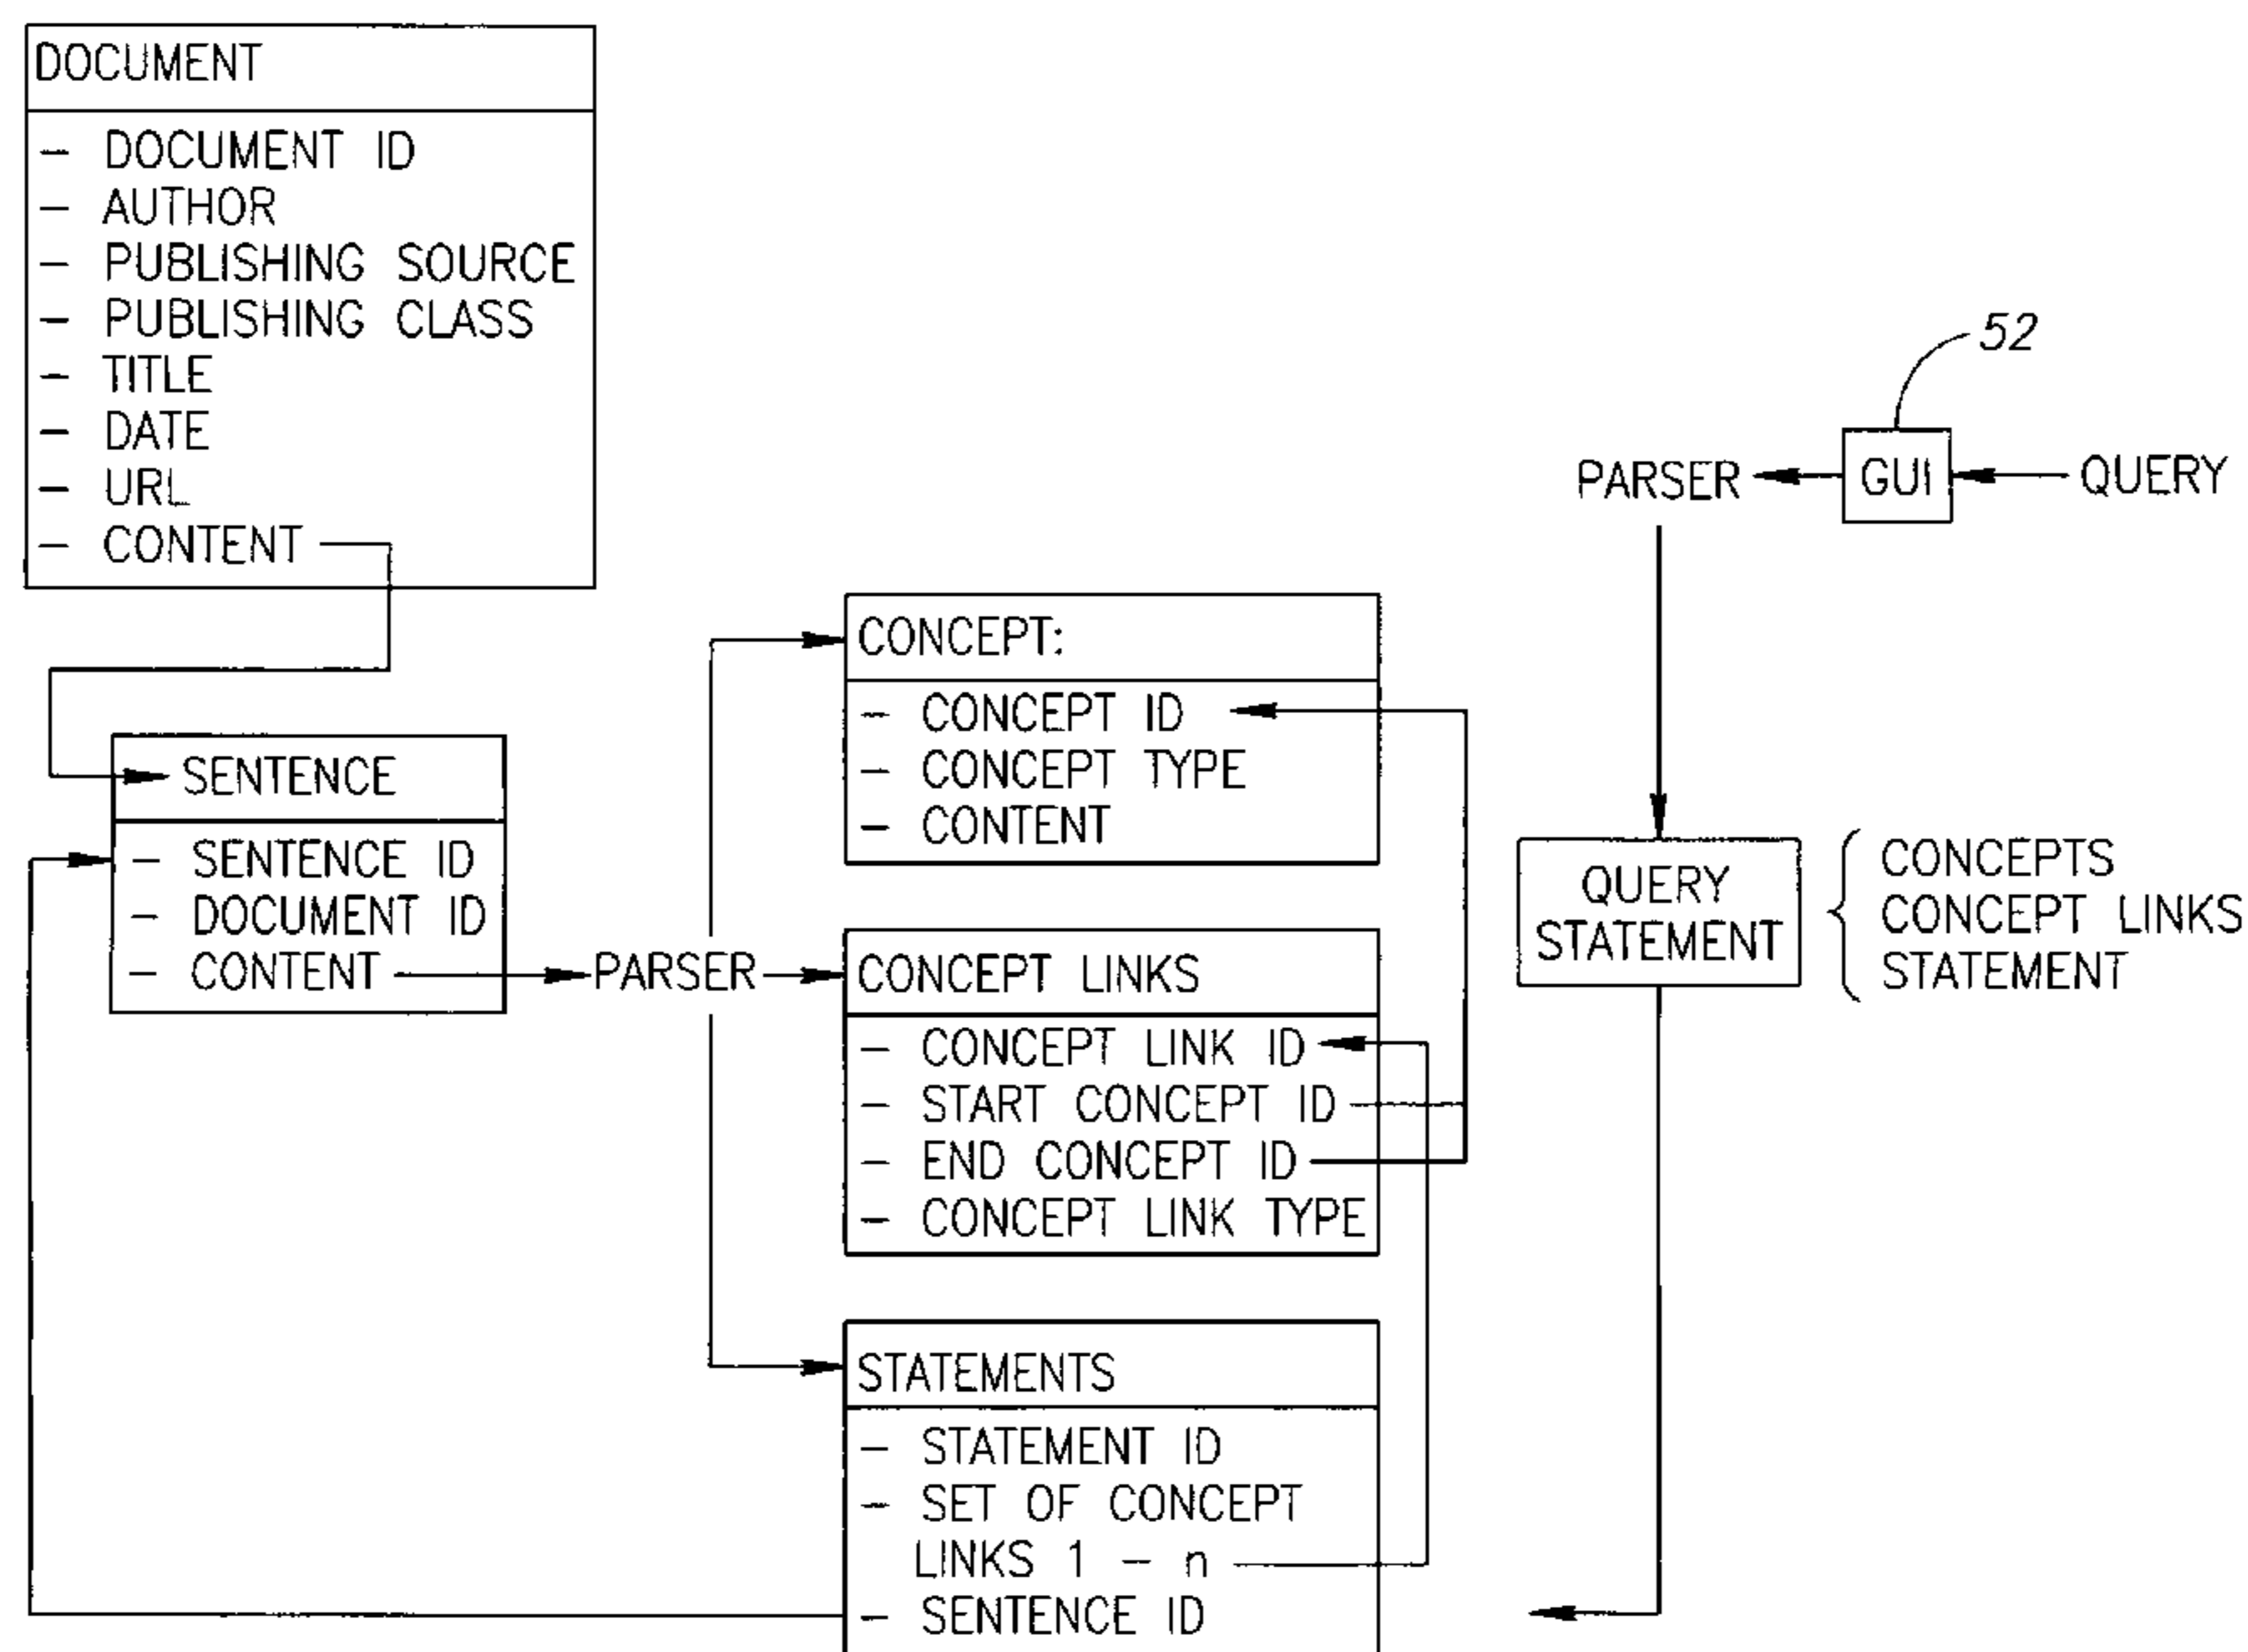 DOCUMENT
– DOCUMENT ID
– AUTHOR
– PUBLISHING SOURCE
– PUBLISHING CLASS
– TITLE
– DATE
– URL
– CONTENT
52
PARSER
GUI
QUERY
SENTENCE
– SENTENCE ID
– DOCUMENT ID
– CONTENT
PARSER
CONCEPT:
– CONCEPT ID
– CONCEPT TYPE
– CONTENT
CONCEPT LINKS
– CONCEPT LINK ID
– START CONCEPT ID
– END CONCEPT ID
– CONCEPT LINK TYPE
STATEMENTS
– STATEMENT ID
– SET OF CONCEPT
LINKS 1 – n
– SENTENCE ID
QUERY
STATEMENT
CONCEPTS
CONCEPT LINKS
STATEMENT